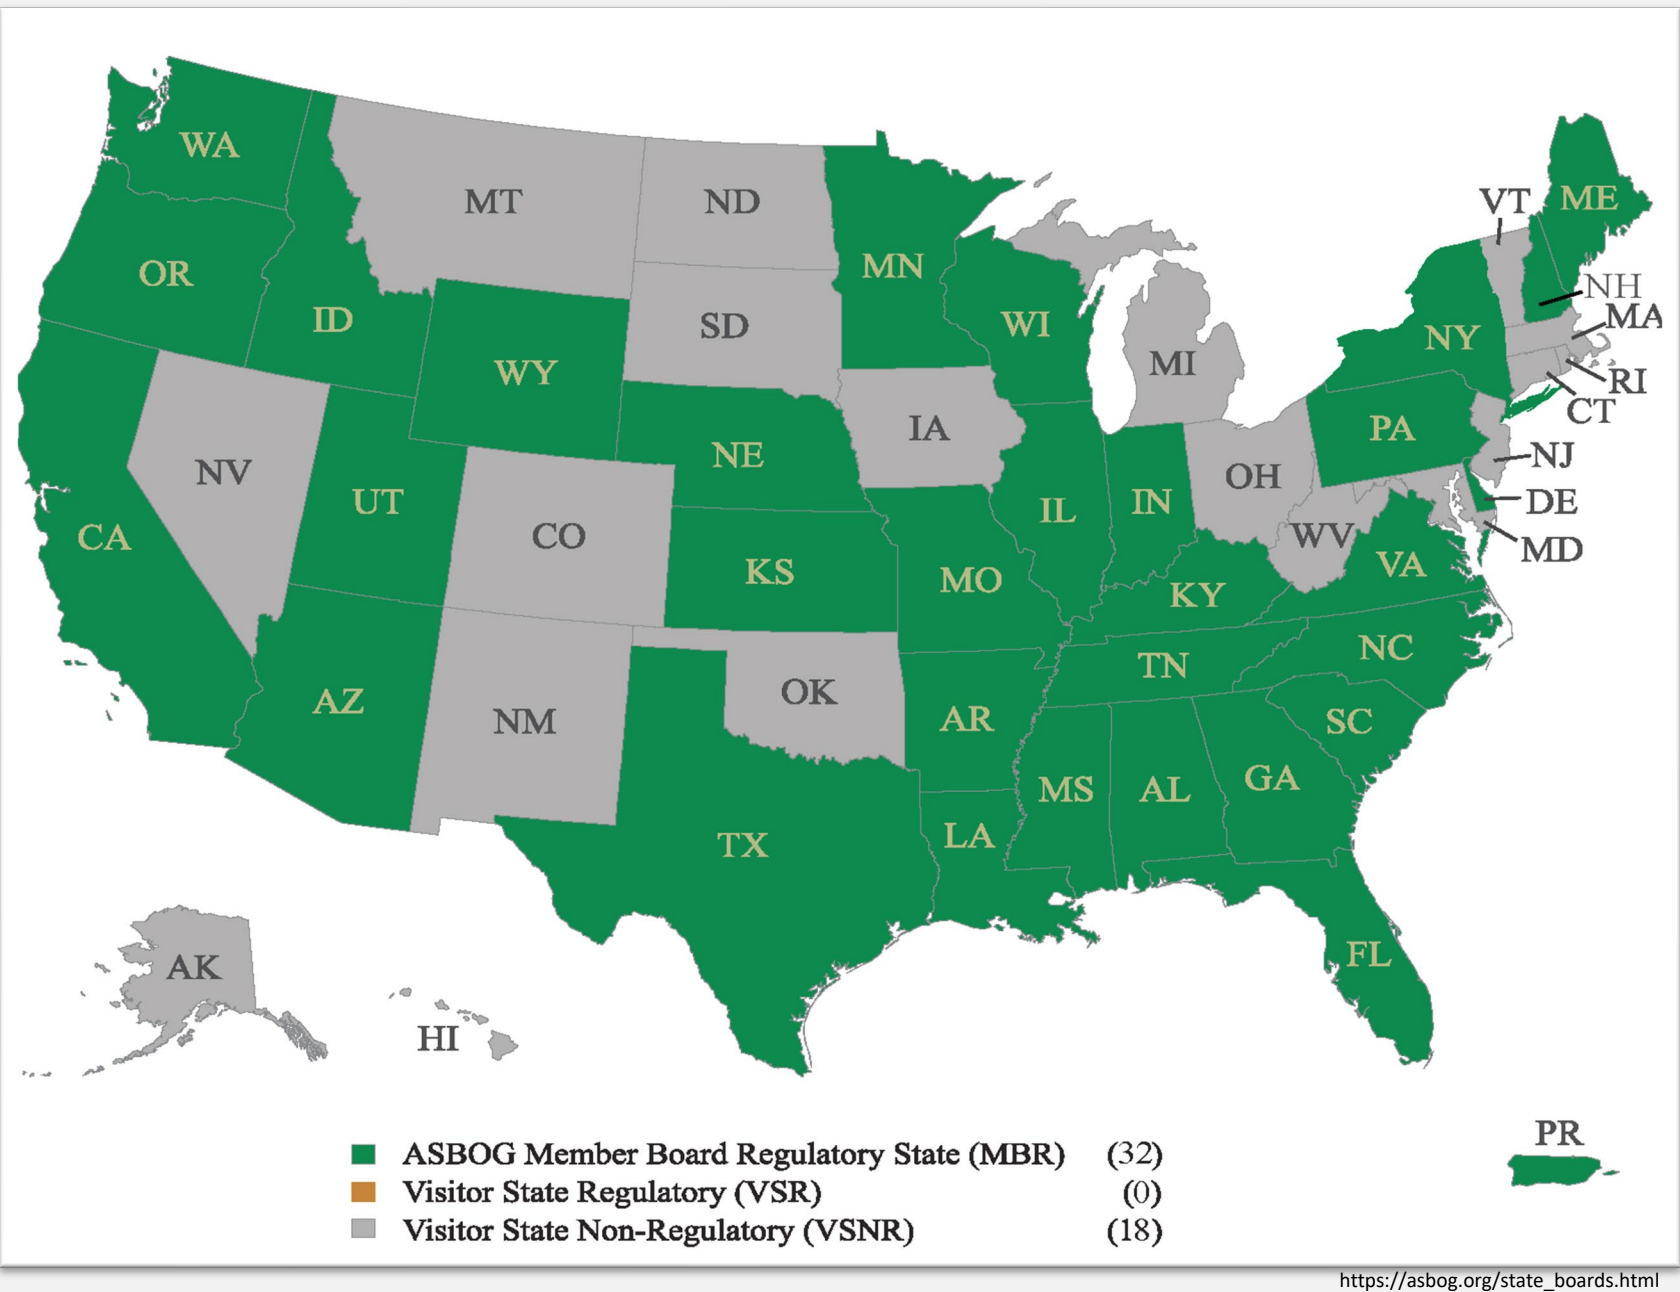 WA
MT
ND
MN
VT
ME
OR
ID
SD
WI
NH
MA
WY
MI
NY
RI
CT
NV
NE
IA
PA
NJ
UT
CO
IL
IN
OH
DE
CA
WV
MD
KS
MO
VA
KY
AZ
NM
OK
TN
NC
AR
SC
TX
MS
AL
GA
LA
AK
FL
HI
PR
ASBOG Member Board Regulatory State (MBR) (32)
Visitor State Regulatory (VSR) (0)
Visitor State Non-Regulatory (VSNR) (18)
https://asbog.org/state_boards.html